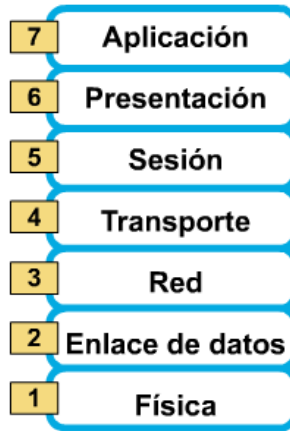 7 Aplicación
6 Presentación
5 Sesión
4 Transporte
3 Red
2 Enlace de datos
1 Física